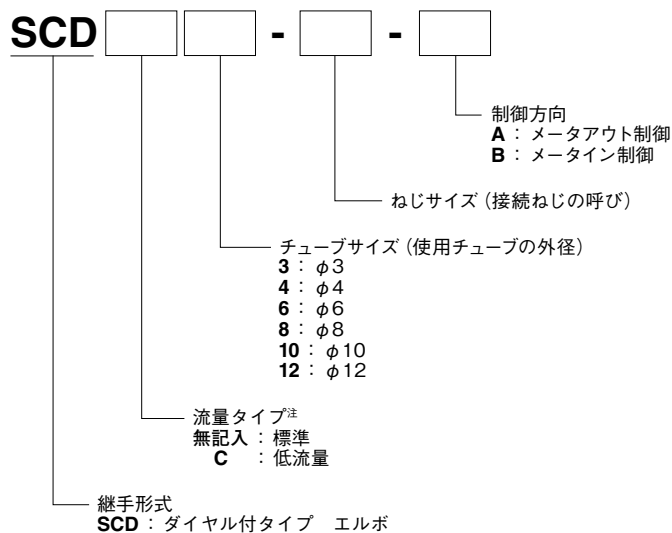 SCD - -
制御方向
A : メータアウト制御
B : メータイン制御
ねじサイズ (接続ねじの呼び)
チューブサイズ (使用チューブの外径)
3 : φ3
4 : φ4
6 : φ6
8 : φ8
10 : φ10
12 : φ12
流量タイプ注
無記入 : 標準
C : 低流量
継手形式
SCD : ダイヤル付タイプ エルボ